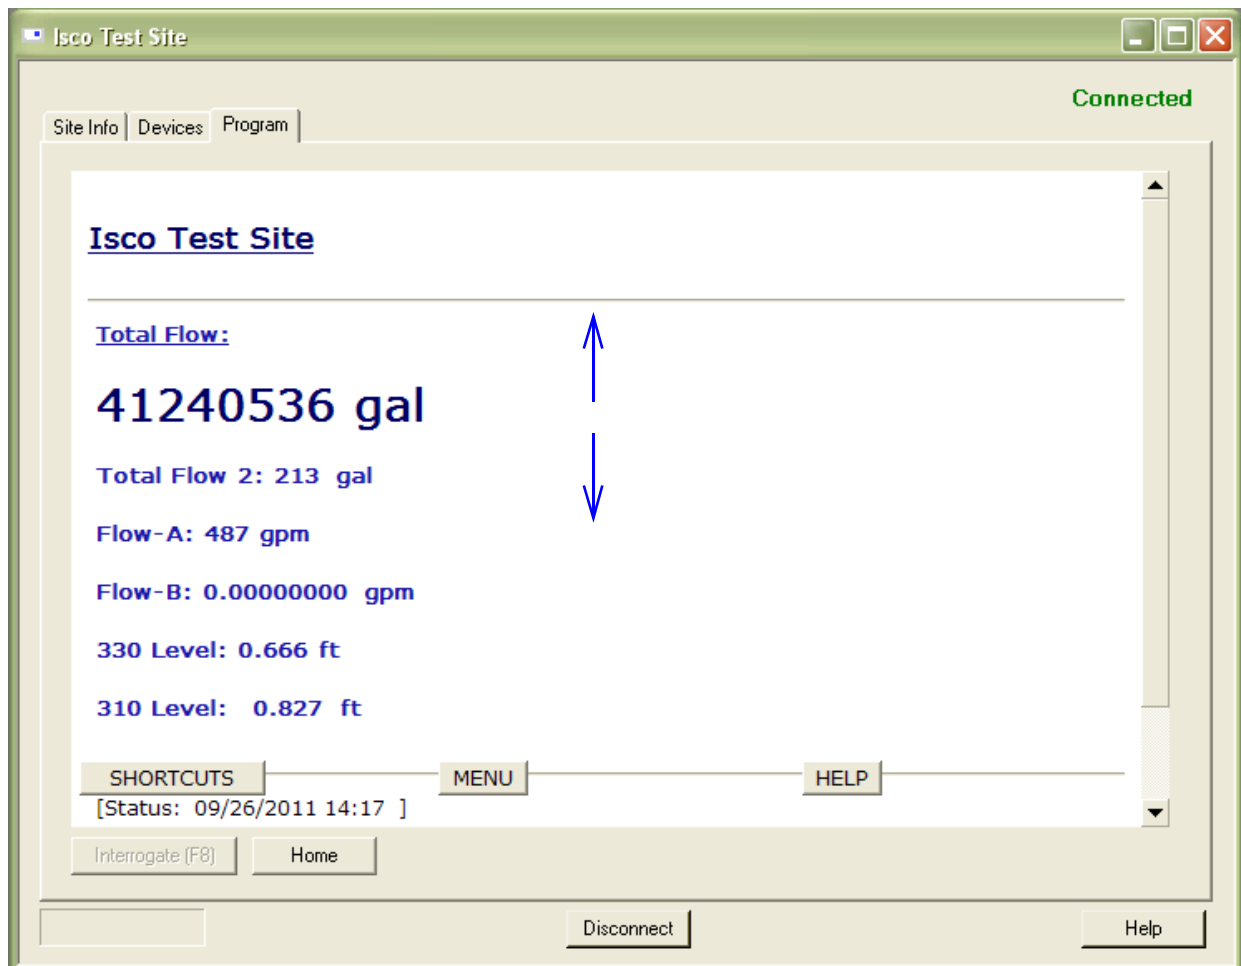 Isco Test Site
Connected
Site Info Devices Program
Isco Test Site
Total Flow:
41240536 gal
Total Flow 2: 213 gal
Flow-A: 487 gpm
Flow-B: 0.00000000 gpm
330 Level: 0.666 ft
310 Level: 0.827 ft
SHORTCUTS MENU HELP
[Status: 09/26/2011 14:17 ]
Interrogate (F8) Home
Disconnect Help